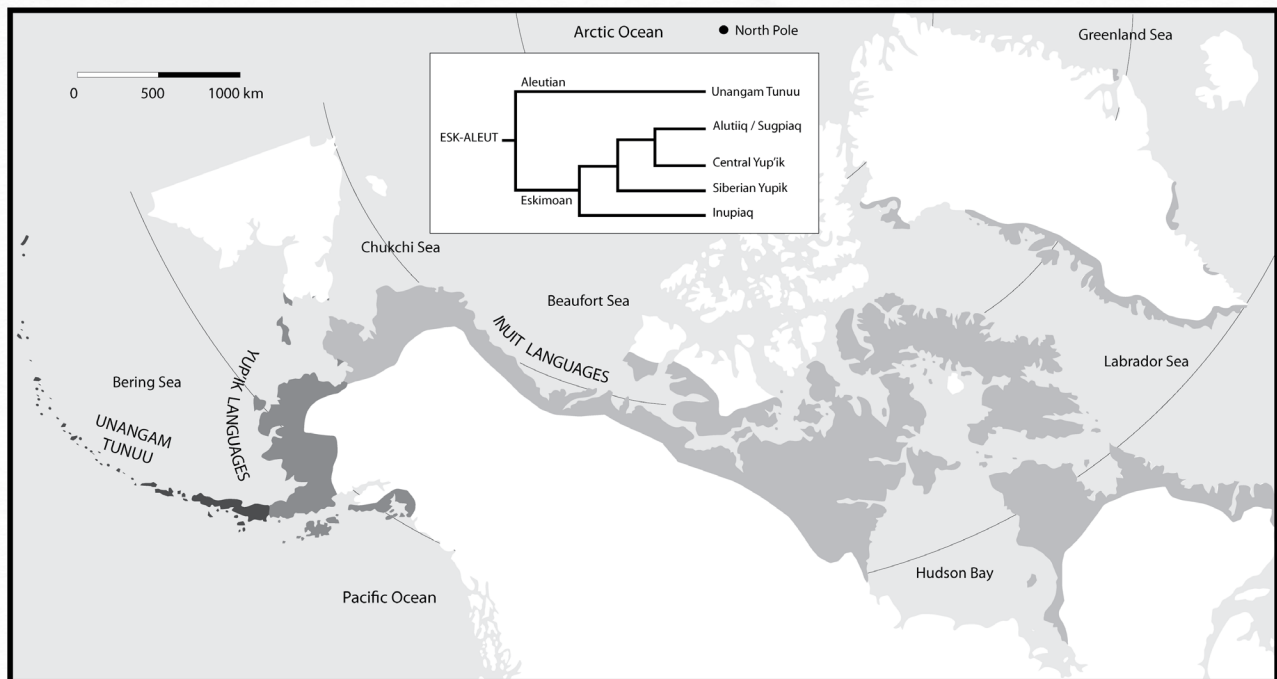 Arctic Ocean
North Pole
Greenland Sea
0 500 1000 km
Aleutian
Unangam Tunuu
Alutiiq / Sugpiaq
ESK-ALEUT
Central Yup'ik
Siberian Yupik
Eskimoan
Inupiaq
Chukchi Sea
Beaufort Sea
INUIT LANGUAGES
Labrador Sea
Bering Sea
YUP'IK LANGUAGES
UNANGAM
TUNUU
Hudson Bay
Pacific Ocean